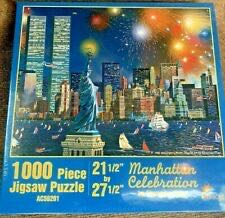 1000 Piece
Jigsaw Puzzle
AC56201
21 1/2"
by
27 1/2"
Manhattan
Celebration